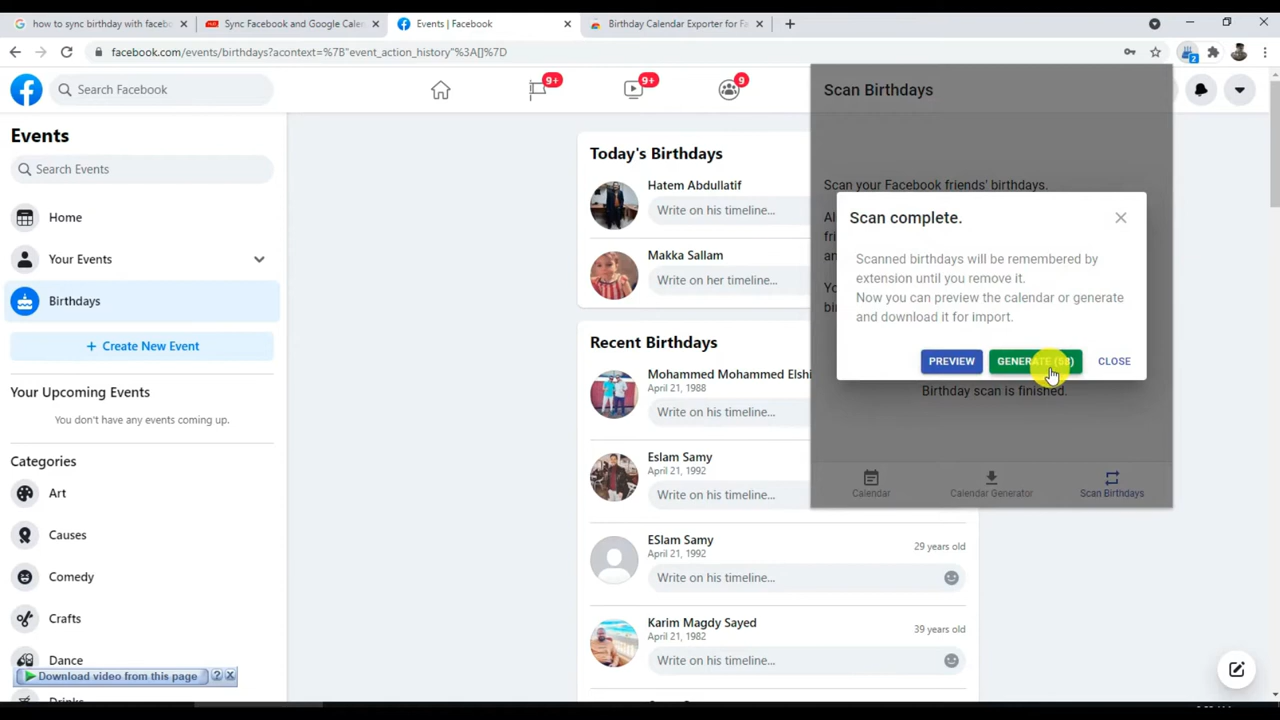 how to sync birthday with facebo
Sync Facebook and Google Calen
Events | Facebook
Birthday Calendar Exporter for Fa
facebook.com/events/birthdays?acontext=%7B"event_action_history"%3A[]%7D
2
Search Facebook
9+
9+
9
Events
Search Events
Home
Your Events
Birthdays
+ Create New Event
Your Upcoming Events
You don't have any events coming up.
Categories
Art
Causes
Comedy
Crafts
Dance
Download video from this page
?
Drinks
Today's Birthdays
Hatem Abdullatif
Write on his timeline...
Makka Sallam
Write on her timeline...
Recent Birthdays
Mohammed Mohammed Elshi
April 21, 1988
Write on his timeline...
Eslam Samy
April 21, 1992
Write on his timeline...
ESlam Samy
April 21, 1992
29 years old
Write on his timeline...
Karim Magdy Sayed
April 21, 1982
39 years old
Write on his timeline...
Scan Birthdays
Scan your Facebook friends' birthdays.
Scan complete.
Scanned birthdays will be remembered by
extension until you remove it.
Now you can preview the calendar or generate
and download it for import.
PREVIEW
CLOSE
Birthday scan is finished.
Calendar
Calendar Generator
Scan Birthdays